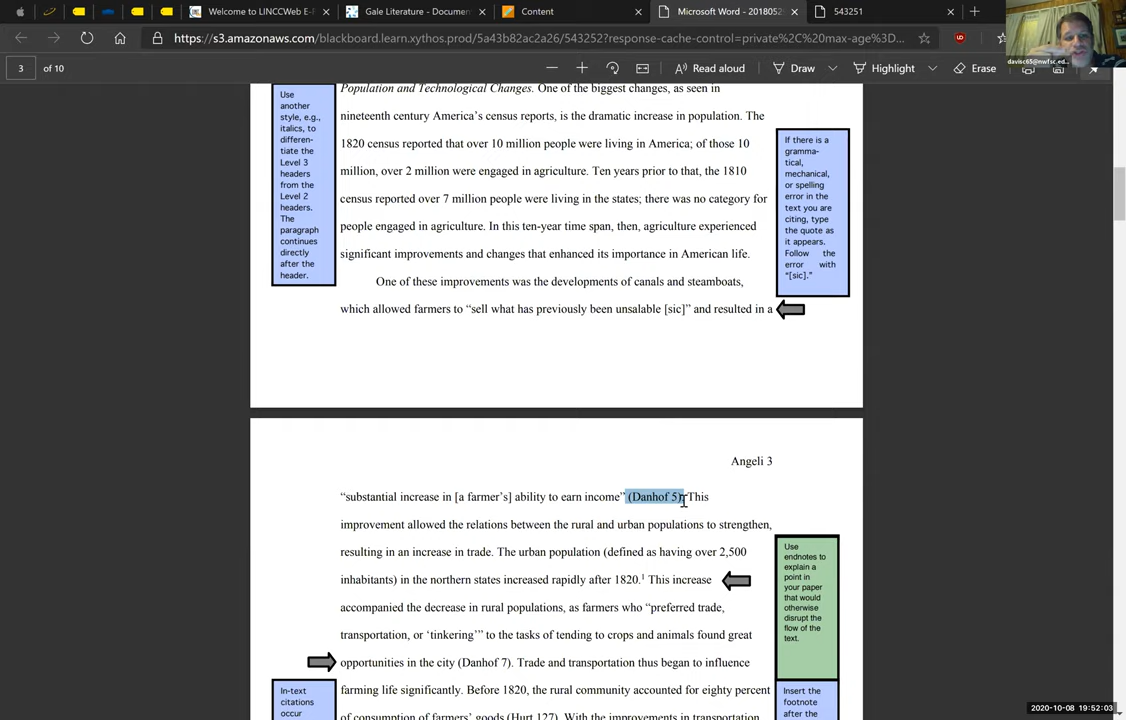 Welcome to LINCCWeb E-R
Gale Literature - Documen
Content
Microsoft Word - 2018052
543251
https://s3.amazonaws.com/blackboard.learn.xythos.prod/5a43b82ac2a26/543252?response-cache-control=private%2C%20max-age%3D...
davisc65@nwfsc.ed...
3 of 10
Read aloud
Draw
Highlight
Erase
Use
another
style, e.g.,
italics, to
differen-
tiate the
Level 3
headers
from the
Level 2
headers.
The
paragraph
continues
directly
after the
header.
Population and Technological Changes. One of the biggest changes, as seen in
nineteenth century America's census reports, is the dramatic increase in population. The
1820 census reported that over 10 million people were living in America; of those 10
million, over 2 million were engaged in agriculture. Ten years prior to that, the 1810
census reported over 7 million people were living in the states; there was no category for
people engaged in agriculture. In this ten-year time span, then, agriculture experienced
significant improvements and changes that enhanced its importance in American life.
One of these improvements was the developments of canals and steamboats,
which allowed farmers to “sell what has previously been unsalable [sic]” and resulted in a
If there is a
gramma-
tical,
mechanical,
or spelling
error in the
text you are
citing, type
the quote as
it appears.
Follow the
error with
“[sic].”
Angeli 3
“substantial increase in [a farmer's] ability to earn income” (Danhof 5). This
improvement allowed the relations between the rural and urban populations to strengthen,
resulting in an increase in trade. The urban population (defined as having over 2,500
inhabitants) in the northern states increased rapidly after 1820.¹ This increase
accompanied the decrease in rural populations, as farmers who “preferred trade,
transportation, or ‘tinkering’” to the tasks of tending to crops and animals found great
opportunities in the city (Danhof 7). Trade and transportation thus began to influence
farming life significantly. Before 1820, the rural community accounted for eighty percent
of consumption of farmers' goods (Hurt 127). With the improvements in transportation
Use
endnotes to
explain a
point in
your paper
that would
otherwise
disrupt the
flow of the
text.
In-text
citations
occur
Insert the
footnote
after the
2020-10-08 19:52:03